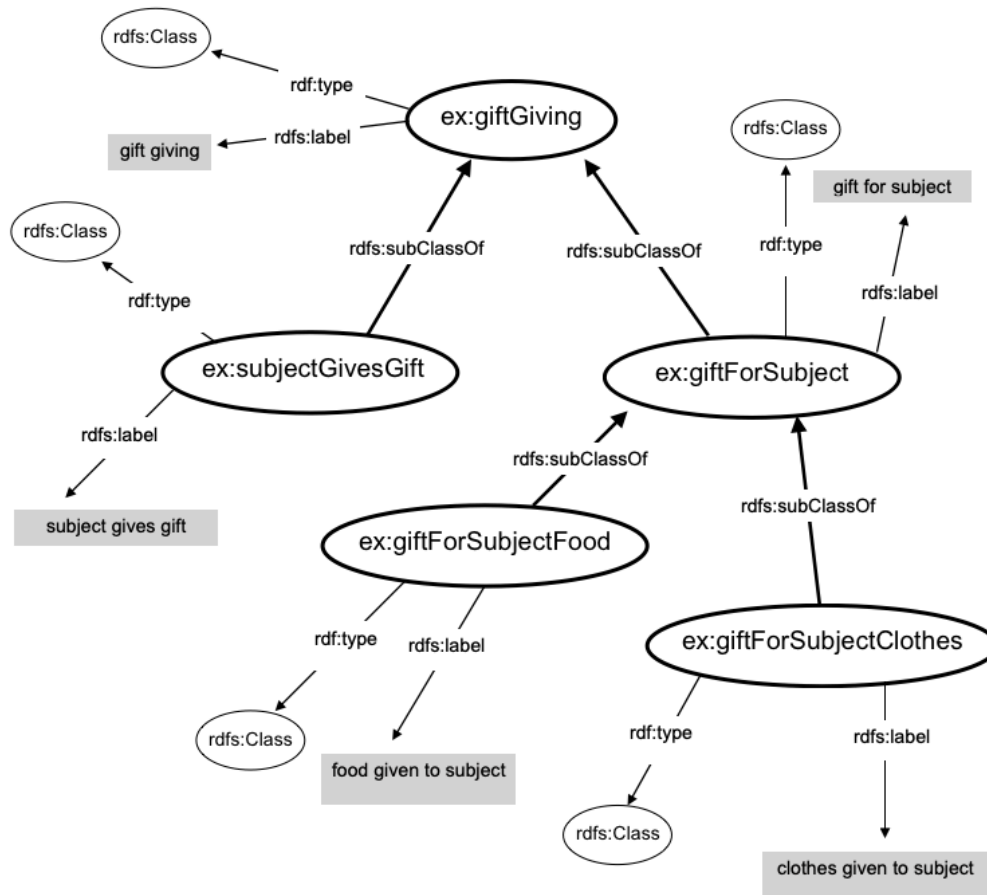 rdfs:Class
rdf:type
ex:giftGiving
rdfs:label
gift giving
rdfs:Class
gift for subject
rdfs:Class
rdfs:subClassOf
rdfs:subClassOf
rdf:type
rdfs:label
rdf:type
ex:subjectGivesGift
ex:giftForSubject
rdfs:label
rdfs:subClassOf
rdfs:subClassOf
subject gives gift
ex:giftForSubjectFood
rdf:type
rdfs:label
ex:giftForSubjectClothes
rdfs:Class
food given to subject
rdf:type
rdfs:label
rdfs:Class
clothes given to subject